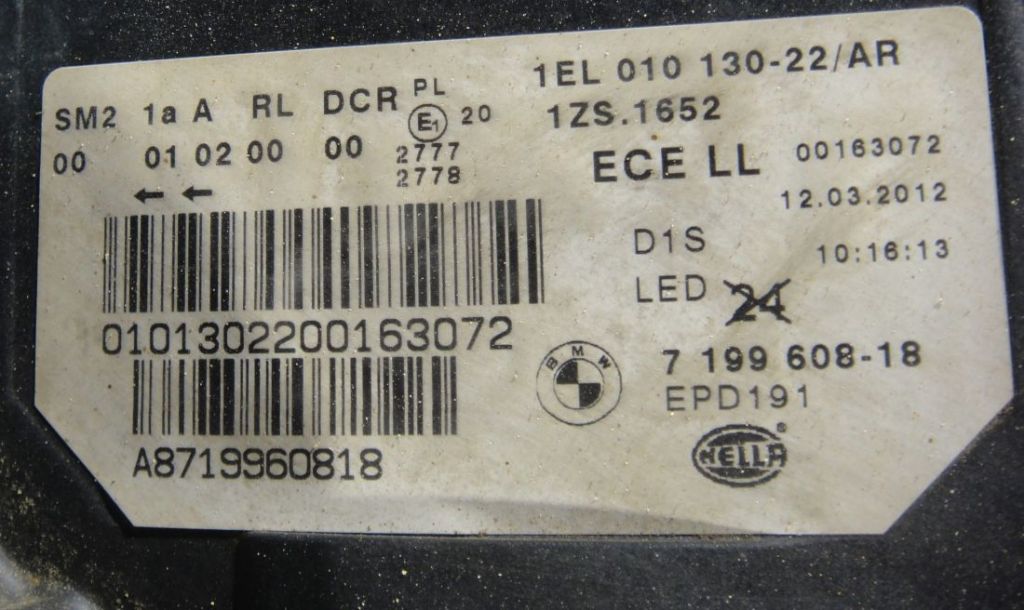 1EL 010 130-22/AR
SM2 1a A RL DCR PL
E1 20
1ZS.1652
00 01 02 00 00 2777
2778
← ←
ECE LL 00163072
12.03.2012
D1S 10:16:13
LED 24
0101302200163072
BMW
7 199 608-18
EPD191
A8719960818
HELLA®